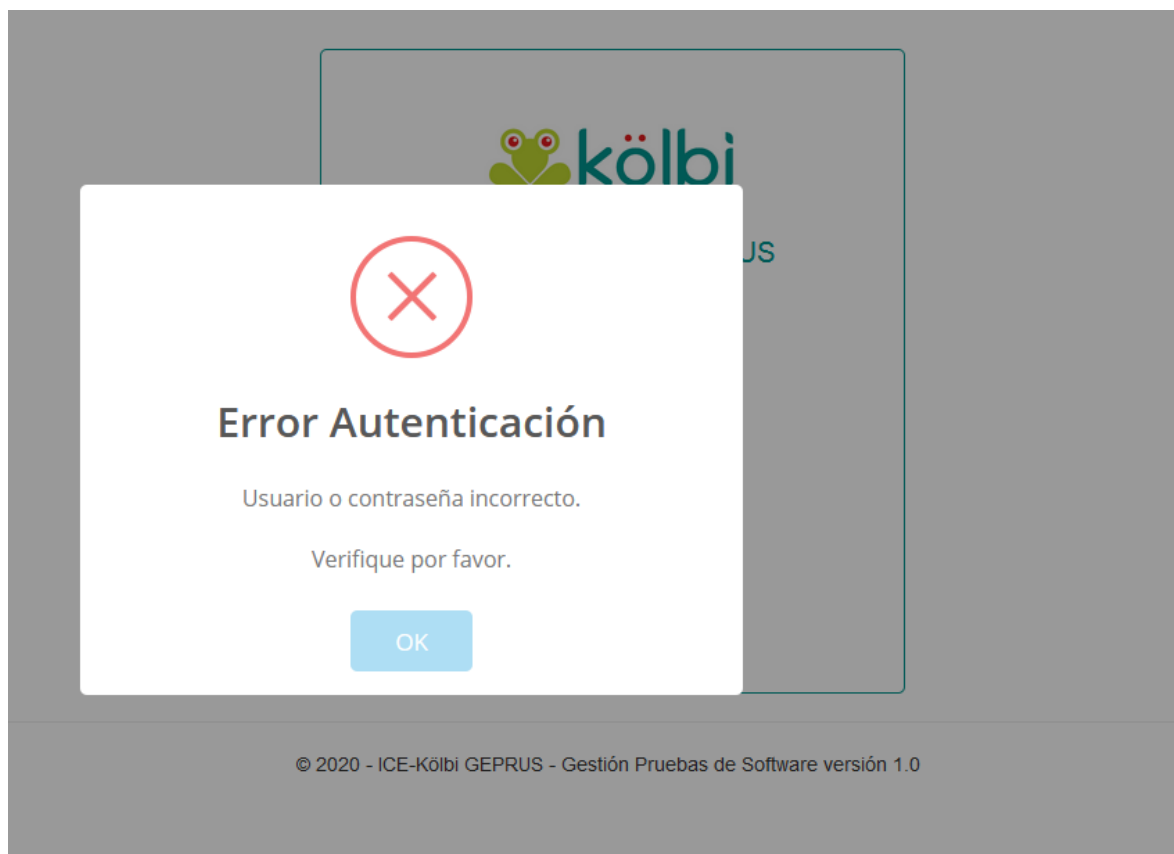 kölbi
US
Error Autenticación
Usuario o contraseña incorrecto.
Verifique por favor.
OK
© 2020 - ICE-Kölbi GEPRUS - Gestión Pruebas de Software versión 1.0